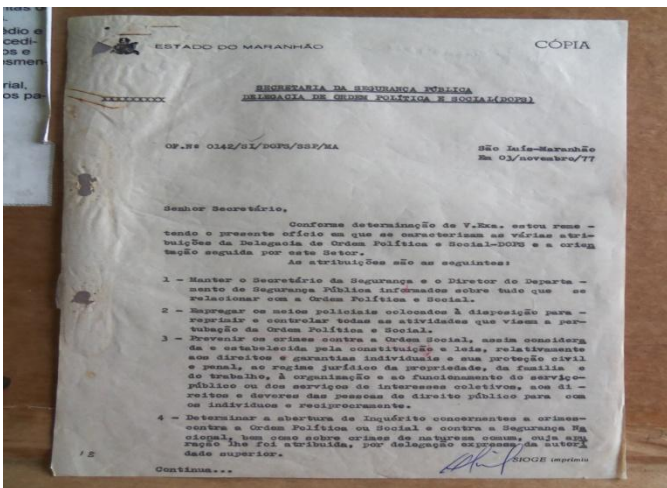 ESTADO DO MARANHÃO
CÓPIA
SECRETARIA DA SEGURANÇA PÚBLICA
XXXXXXXXX DELEGACIA DE ORDEM POLÍTICA E SOCIAL(DOPS)
OF.Nº 0142/SI/DOPS/SSP/MA
São Luís-Maranhão
Em 03/novembro/77
Senhor Secretário,
Conforme determinação de V.Exa. estou reme -
tendo o presente ofício em que se caracterizam as várias atri-
buições da Delegacia de Ordem Política e Social-DOPS e a orien
tação seguida por este Setor.
As atribuições são as seguintes:
1 - Manter o Secretário da Segurança e o Diretor do Departa -
mento de Segurança Pública informados sobre tudo que se
relacionar com a Ordem Política e Social.
2 - Empregar os meios policiais colocados à disposição para -
reprimir e controlar todas as atividades que visem a per-
tubação da Ordem Política e Social.
3 - Prevenir os crimes contra a Ordem Social, assim considera
da e estabelecida pela constituição e leis, relativamente
aos direitos e garantias individuais e sua proteção civil
e penal, ao regime jurídico da propriedade, da família e
do trabalho, à organização e ao funcionamento do serviço-
público ou dos serviços de interesses coletivos, aos di -
reitos e deveres das pessoas de direito público para com
os indivíduos e reciprocamente.
4 - Determinar a abertura de Inquérito concernentes a crimes-
contra a Ordem Política ou Social e contra a Segurança Na
cional, bem como sobre crimes de natureza comum, cuja apu
ração lhe foi atribuída, por delegação expressa da autori
dade superior.
Continua...
SIOGE imprimiu